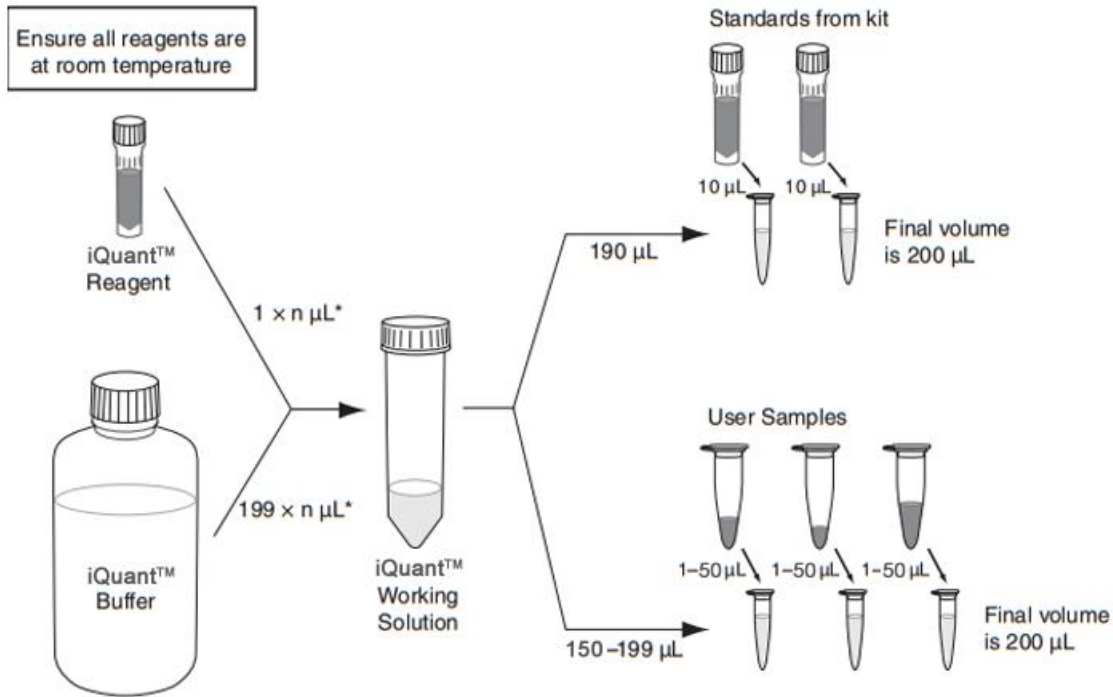 Ensure all reagents are
at room temperature
iQuant™
Reagent
1 × n µL*
iQuant™
Buffer
199 × n µL*
iQuant™
Working
Solution
Standards from kit
10 µL
10 µL
190 µL
Final volume
is 200 µL
User Samples
1–50 µL
1–50 µL
1–50 µL
150–199 µL
Final volume
is 200 µL